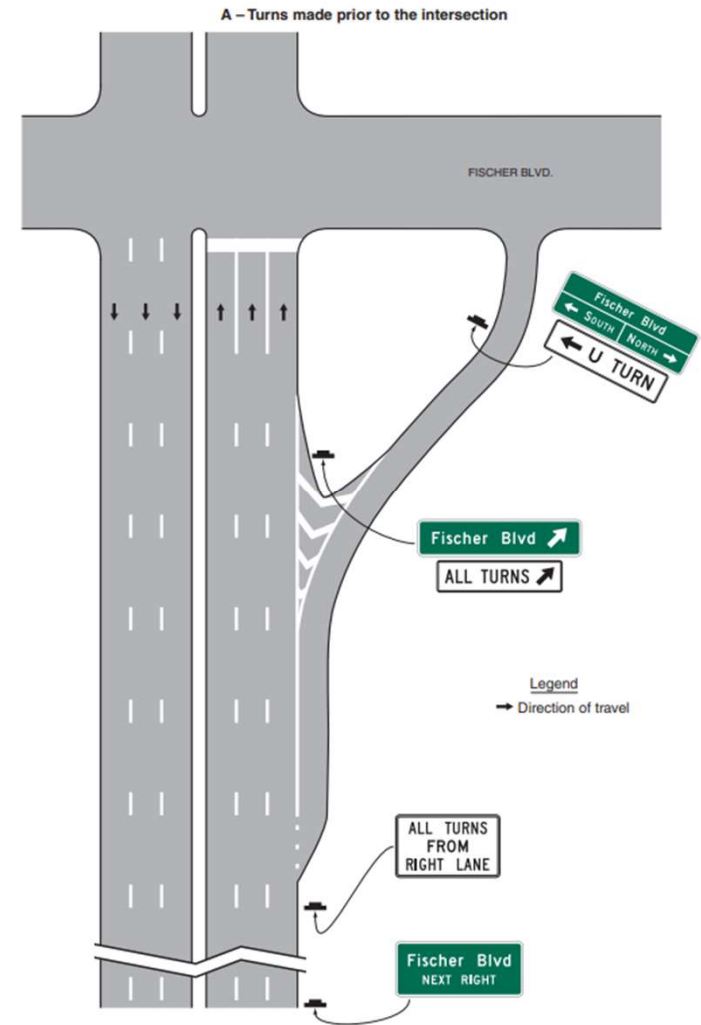 A – Turns made prior to the intersection
FISCHER BLVD.
Fischer Blvd
← SOUTH | NORTH →
← U TURN
Fischer Blvd ↗
ALL TURNS ↗
Legend
→ Direction of travel
ALL TURNS
FROM
RIGHT LANE
Fischer Blvd
NEXT RIGHT